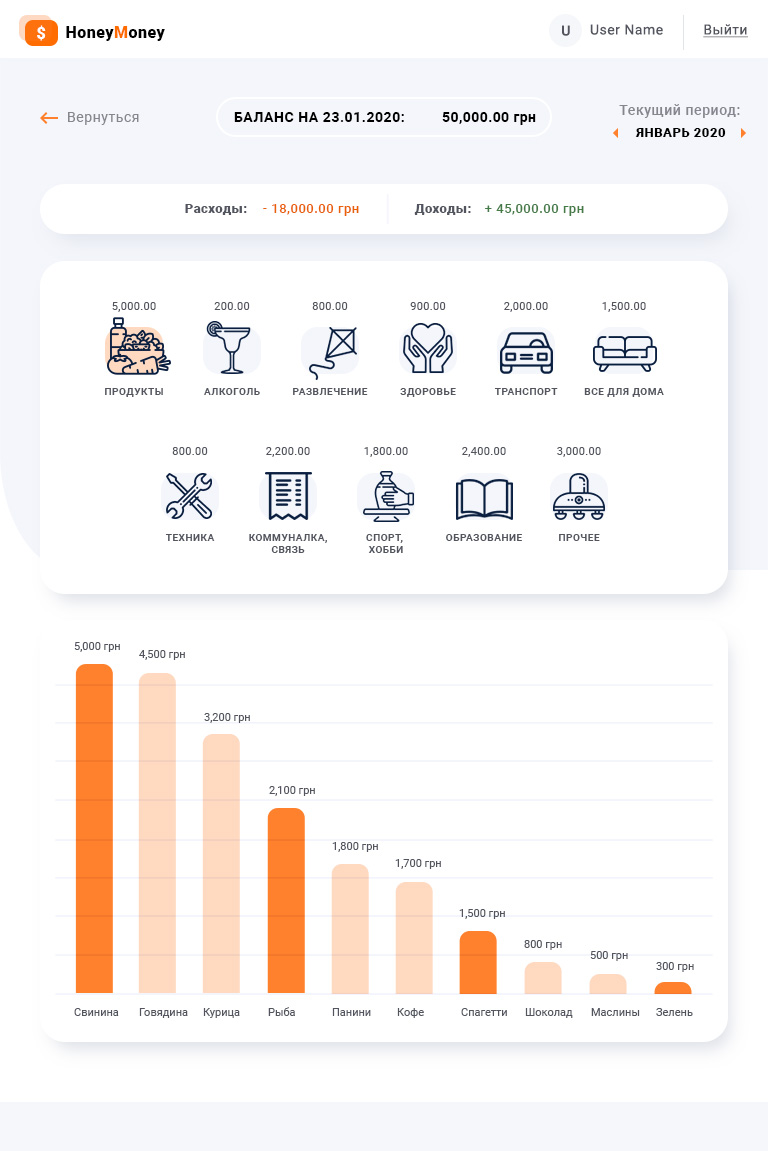 $ HoneyMoney
U User Name Выйти
Вернуться
БАЛАНС НА 23.01.2020: 50,000.00 грн
Текущий период:
ЯНВАРЬ 2020
Расходы: - 18,000.00 грн Доходы: + 45,000.00 грн
5,000.00 200.00 800.00 900.00 2,000.00 1,500.00
ПРОДУКТЫ АЛКОГОЛЬ РАЗВЛЕЧЕНИЕ ЗДОРОВЬЕ ТРАНСПОРТ ВСЕ ДЛЯ ДОМА
800.00 2,200.00 1,800.00 2,400.00 3,000.00
ТЕХНИКА КОММУНАЛКА, СПОРТ, ОБРАЗОВАНИЕ ПРОЧЕЕ
СВЯЗЬ ХОББИ
5,000 грн
4,500 грн
3,200 грн
2,100 грн
1,800 грн
1,700 грн
1,500 грн
800 грн
500 грн
300 грн
Свинина Говядина Курица Рыба Панини Кофе Спагетти Шоколад Маслины Зелень